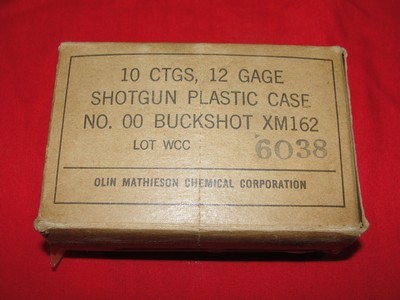 10 CTGS, 12 GAGE
SHOTGUN PLASTIC CASE
NO. 00 BUCKSHOT XM162
LOT WCC 6038
OLIN MATHIESON CHEMICAL CORPORATION